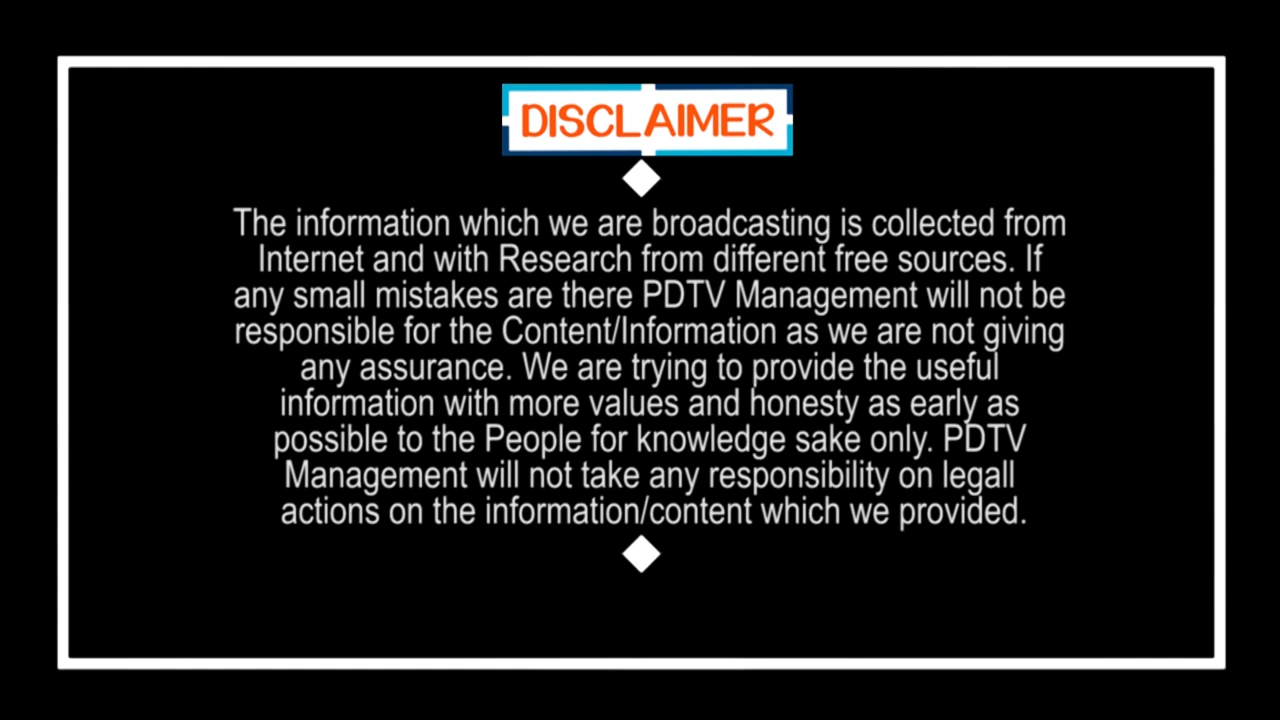 DISCLAIMER
The information which we are broadcasting is collected from
Internet and with Research from different free sources. If
any small mistakes are there PDTV Management will not be
responsible for the Content/Information as we are not giving
any assurance. We are trying to provide the useful
information with more values and honesty as early as
possible to the People for knowledge sake only. PDTV
Management will not take any responsibility on legall
actions on the information/content which we provided.